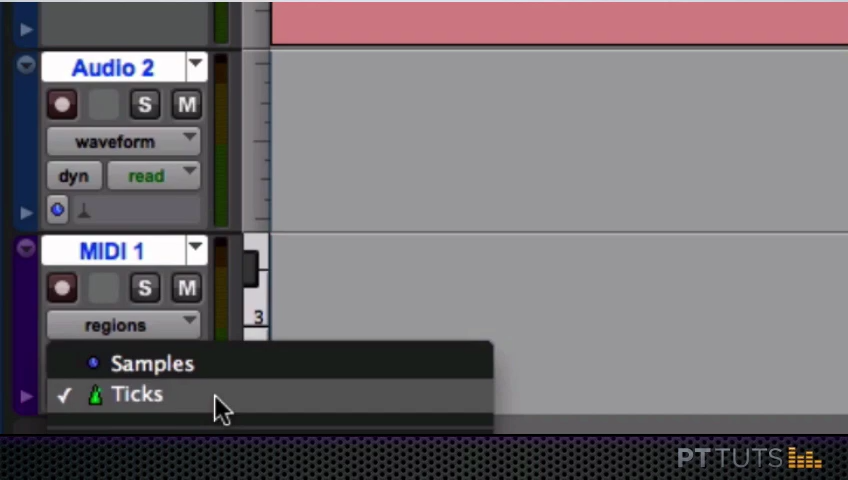 Audio 2
S M
waveform
dyn read
MIDI 1
S M
regions
3
Samples
Ticks
PT TUTS